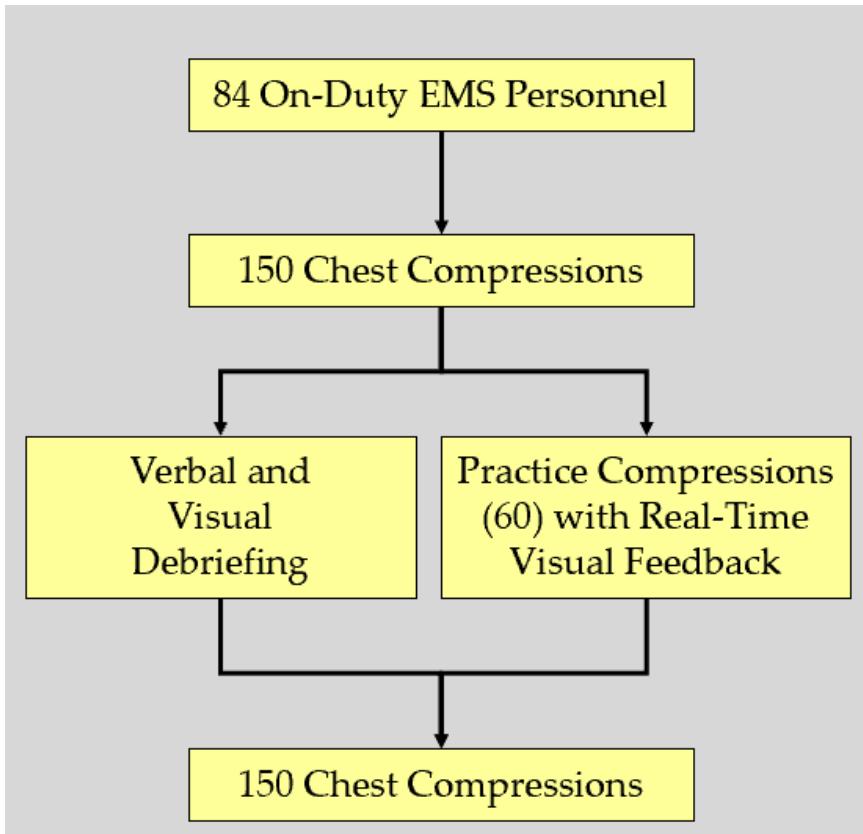 84 On-Duty EMS Personnel
150 Chest Compressions
Verbal and
Visual
Debriefing
Practice Compressions
(60) with Real-Time
Visual Feedback
150 Chest Compressions